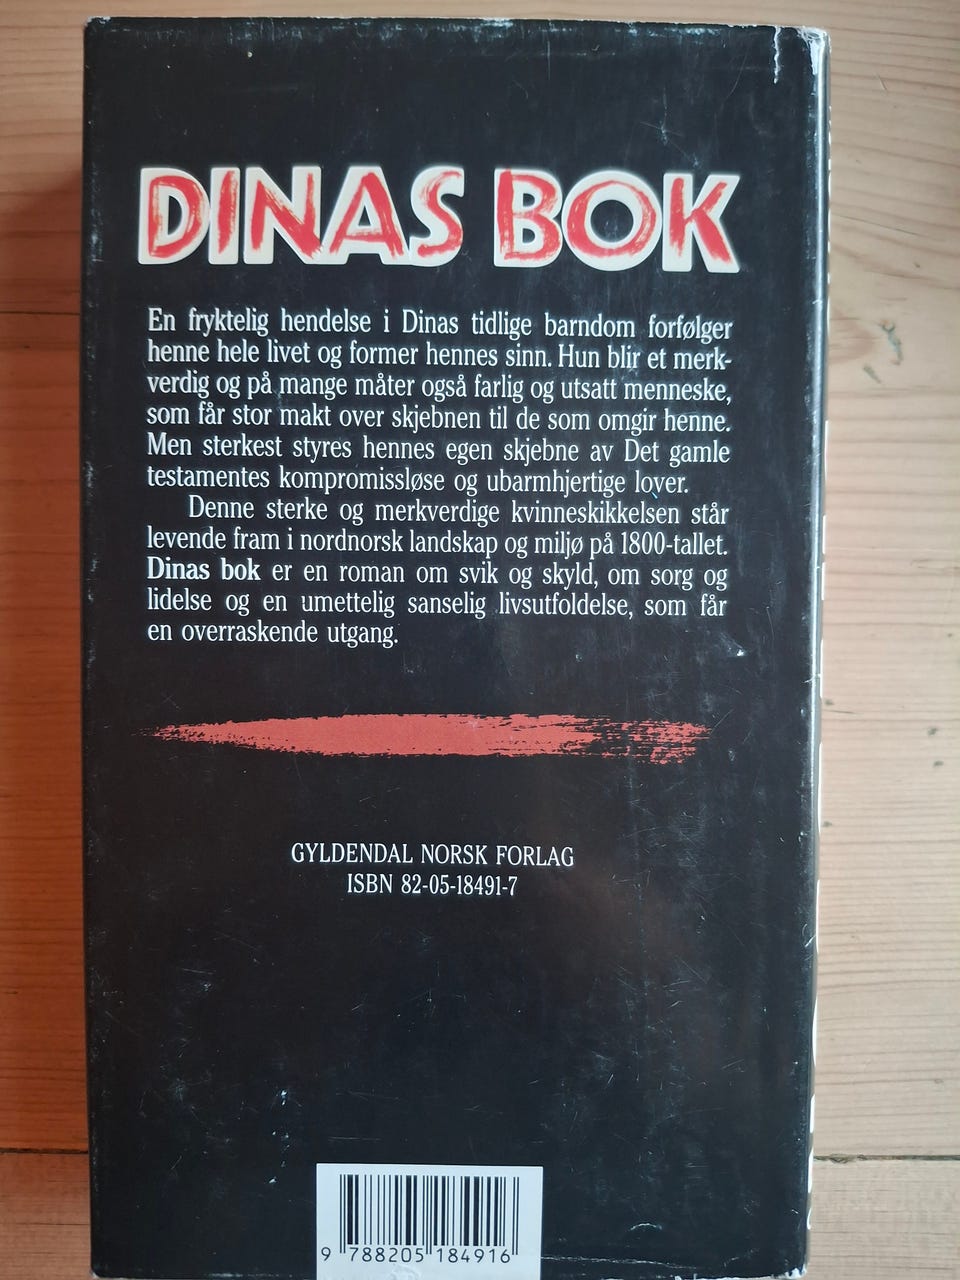 DINAS BOK
En fryktelig hendelse i Dinas tidlige barndom forfølger
henne hele livet og former hennes sinn. Hun blir et merk-
verdig og på mange måter også farlig og utsatt menneske,
som får stor makt over skjebnen til de som omgir henne.
Men sterkest styres hennes egen skjebne av Det gamle
testamentes kompromissløse og ubarmhjertige lover.
Denne sterke og merkverdige kvinneskikkelsen står
levende fram i nordnorsk landskap og miljø på 1800-tallet.
Dinas bok er en roman om svik og skyld, om sorg og
lidelse og en umettelig sanselig livsutfoldelse, som får
en overraskende utgang.
GYLDENDAL NORSK FORLAG
ISBN 82-05-18491-7
9 788205 184916